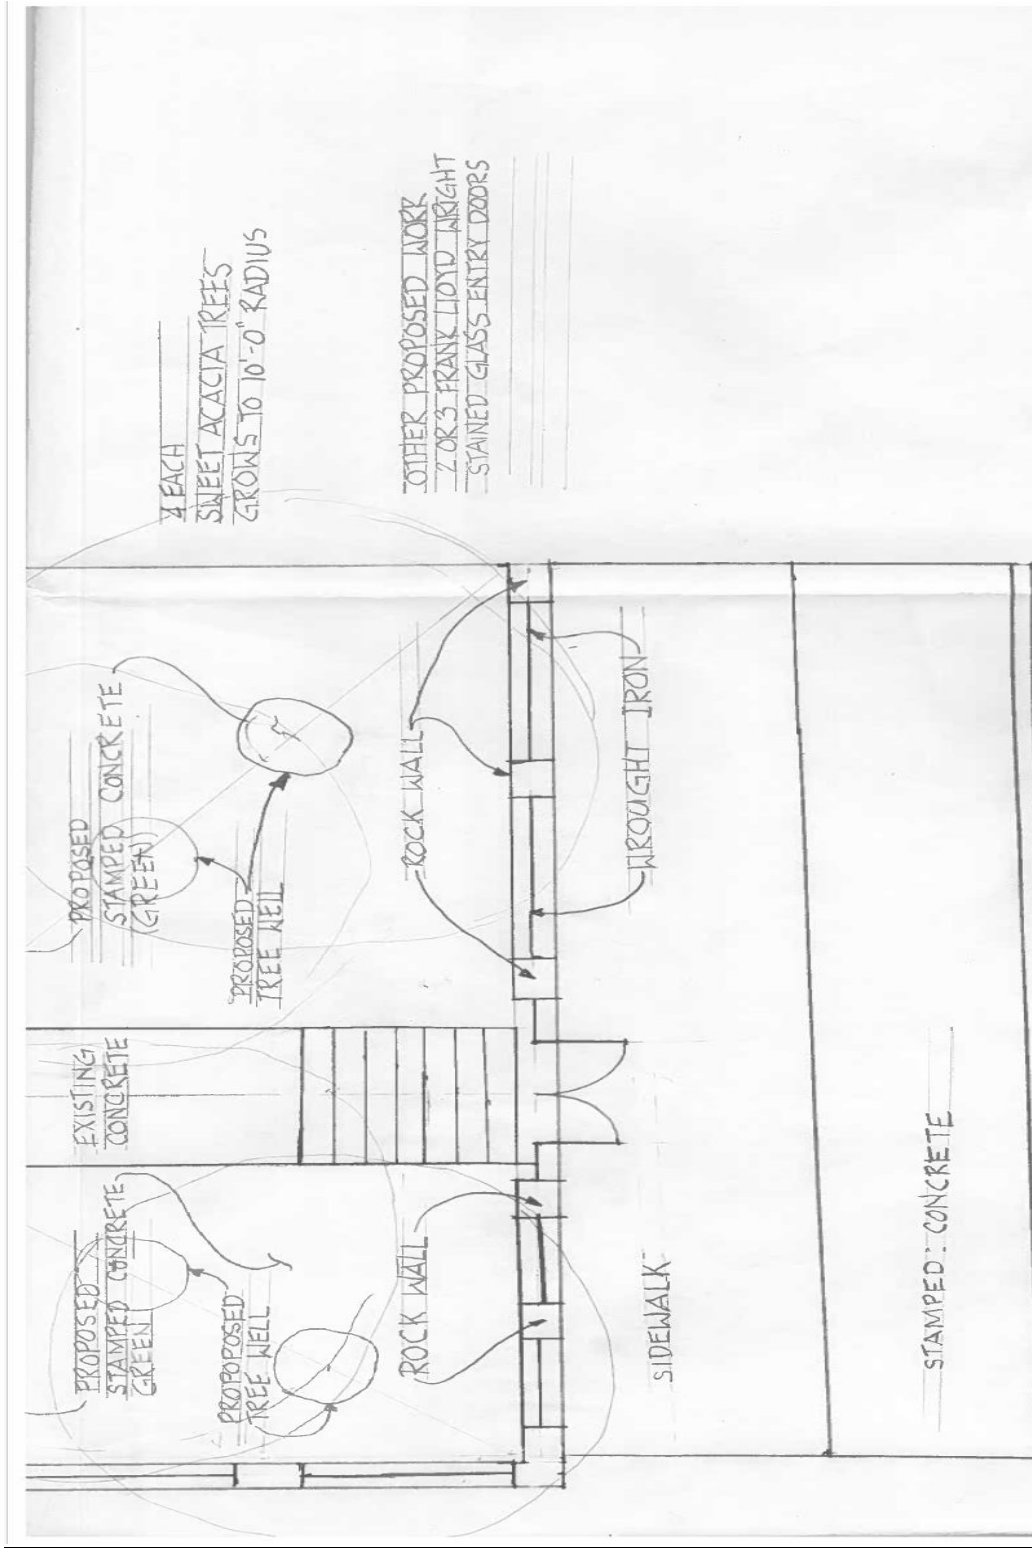 4 EACH
SWEET ACACIA TREES
GROWS TO 10'-0" RADIUS
OTHER PROPOSED WORK
2 OR 3 FRANK LLOYD WRIGHT
STAINED GLASS ENTRY DOORS
PROPOSED
STAMPED CONCRETE
(GREEN)
PROPOSED
TREE WELL
ROCK WALL
WROUGHT IRON
EXISTING
CONCRETE
PROPOSED
STAMPED CONCRETE
GREEN
PROPOPOSED
TREE WELL
ROCK WALL
SIDEWALK
STAMPED: CONCRETE